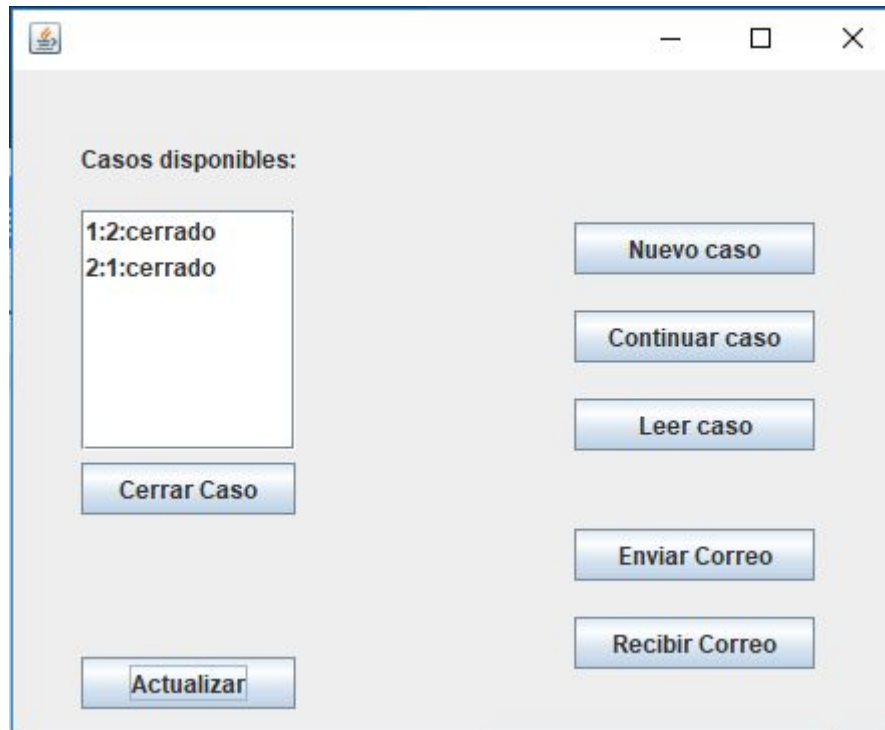 Casos disponibles:
1:2:cerrado
2:1:cerrado
Cerrar Caso
Actualizar
Nuevo caso
Continuar caso
Leer caso
Enviar Correo
Recibir Correo